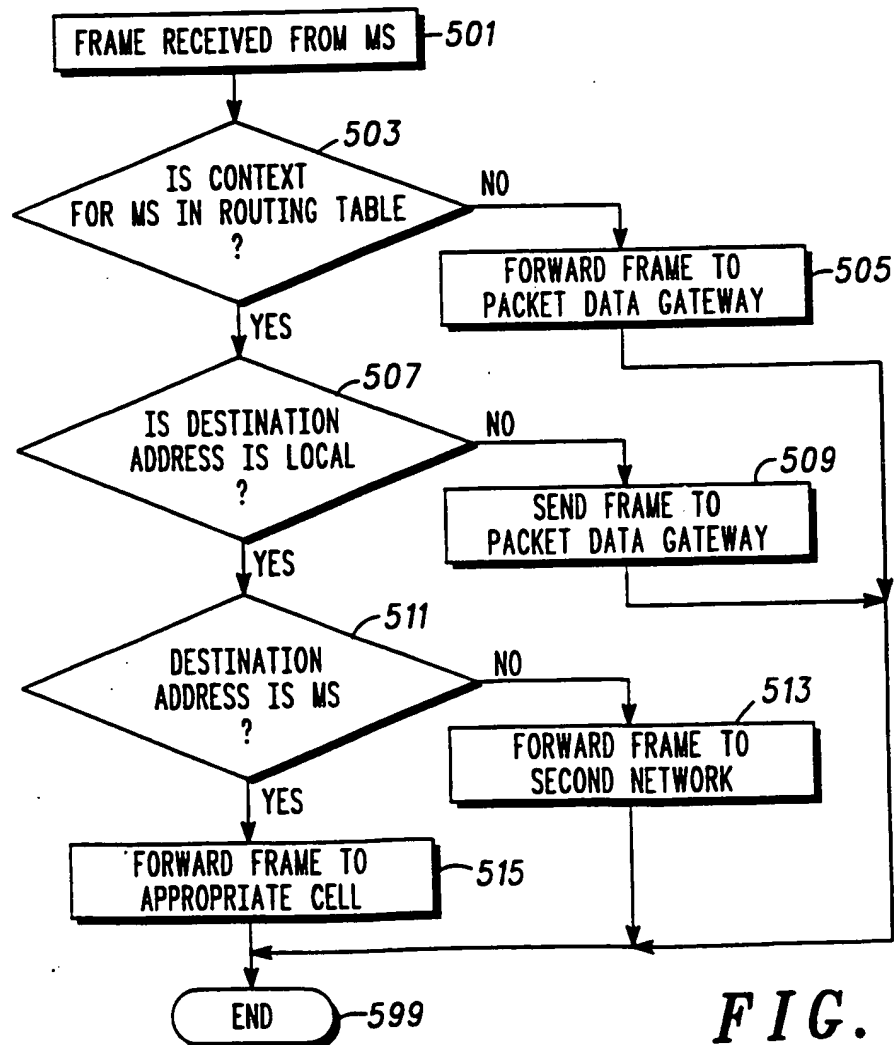 FRAME RECEIVED FROM MS
501
503
IS CONTEXT
FOR MS IN ROUTING TABLE
?
NO
FORWARD FRAME TO
PACKET DATA GATEWAY
505
YES
507
IS DESTINATION
ADDRESS IS LOCAL
?
NO
509
SEND FRAME TO
PACKET DATA GATEWAY
YES
511
DESTINATION
ADDRESS IS MS
?
NO
513
FORWARD FRAME TO
SECOND NETWORK
YES
FORWARD FRAME TO
APPROPRIATE CELL
515
END
599
FIG.